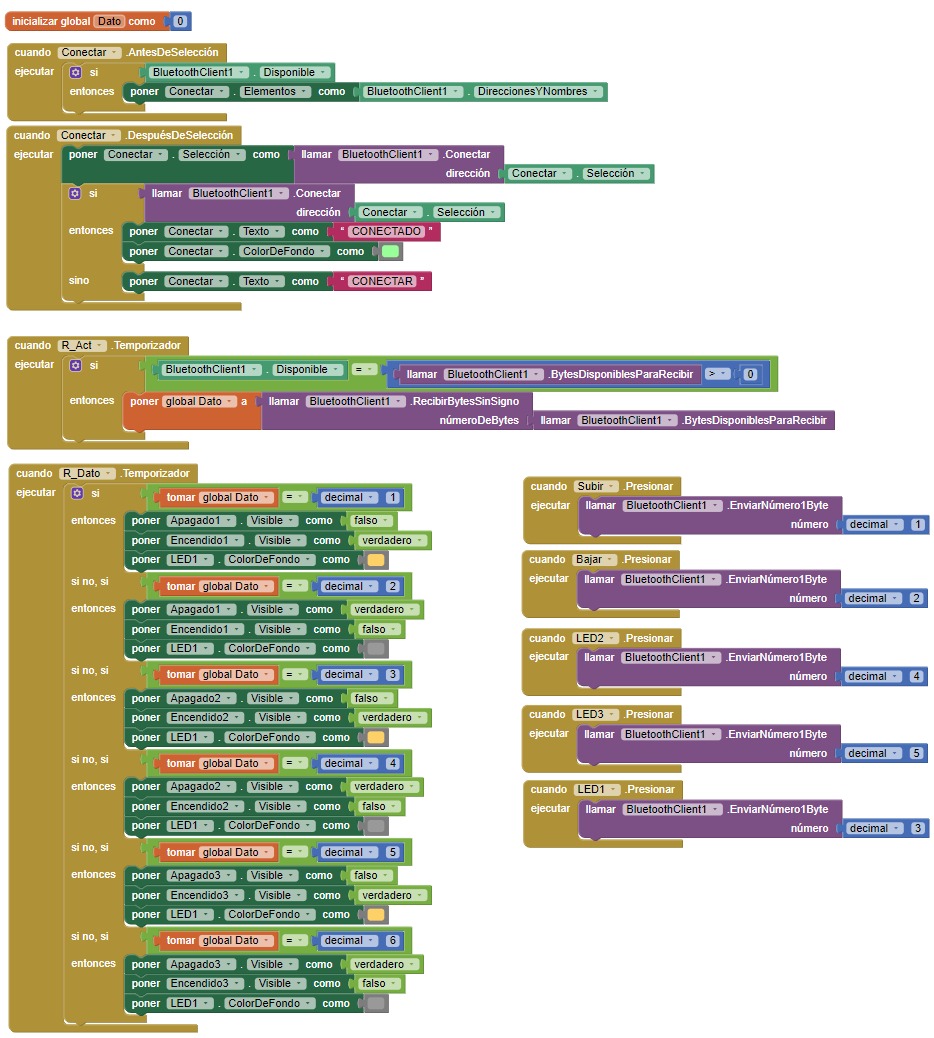 inicializar global Dato como 0
cuando Conectar .AntesDeSelección
ejecutar si BluetoothClient1 . Disponible
entonces poner Conectar . Elementos como BluetoothClient1 . DireccionesYNombres
cuando Conectar .DespuésDeSelección
ejecutar poner Conectar . Selección como llamar BluetoothClient1 .Conectar
dirección Conectar . Selección
si llamar BluetoothClient1 .Conectar
dirección Conectar . Selección
entonces poner Conectar . Texto como “ CONECTADO ”
poner Conectar . ColorDeFondo como
sino poner Conectar . Texto como “ CONECTAR ”
cuando R_Act .Temporizador
ejecutar si BluetoothClient1 . Disponible = llamar BluetoothClient1 .BytesDisponiblesParaRecibir > 0
entonces poner global Dato a llamar BluetoothClient1 .RecibirBytesSinSigno
númeroDeBytes llamar BluetoothClient1 .BytesDisponiblesParaRecibir
cuando R_Dato .Temporizador
ejecutar si tomar global Dato = decimal 1
entonces poner Apagado1 . Visible como falso
poner Encendido1 . Visible como verdadero
poner LED1 . ColorDeFondo como
si no, si tomar global Dato = decimal 2
entonces poner Apagado1 . Visible como verdadero
poner Encendido1 . Visible como falso
poner LED1 . ColorDeFondo como
si no, si tomar global Dato = decimal 3
entonces poner Apagado2 . Visible como falso
poner Encendido2 . Visible como verdadero
poner LED1 . ColorDeFondo como
si no, si tomar global Dato = decimal 4
entonces poner Apagado2 . Visible como verdadero
poner Encendido2 . Visible como falso
poner LED1 . ColorDeFondo como
si no, si tomar global Dato = decimal 5
entonces poner Apagado3 . Visible como falso
poner Encendido3 . Visible como verdadero
poner LED1 . ColorDeFondo como
si no, si tomar global Dato = decimal 6
entonces poner Apagado3 . Visible como verdadero
poner Encendido3 . Visible como falso
poner LED1 . ColorDeFondo como
cuando Subir .Presionar
ejecutar llamar BluetoothClient1 .EnviarNúmero1Byte
número decimal 1
cuando Bajar .Presionar
ejecutar llamar BluetoothClient1 .EnviarNúmero1Byte
número decimal 2
cuando LED2 .Presionar
ejecutar llamar BluetoothClient1 .EnviarNúmero1Byte
número decimal 4
cuando LED3 .Presionar
ejecutar llamar BluetoothClient1 .EnviarNúmero1Byte
número decimal 5
cuando LED1 .Presionar
ejecutar llamar BluetoothClient1 .EnviarNúmero1Byte
número decimal 3